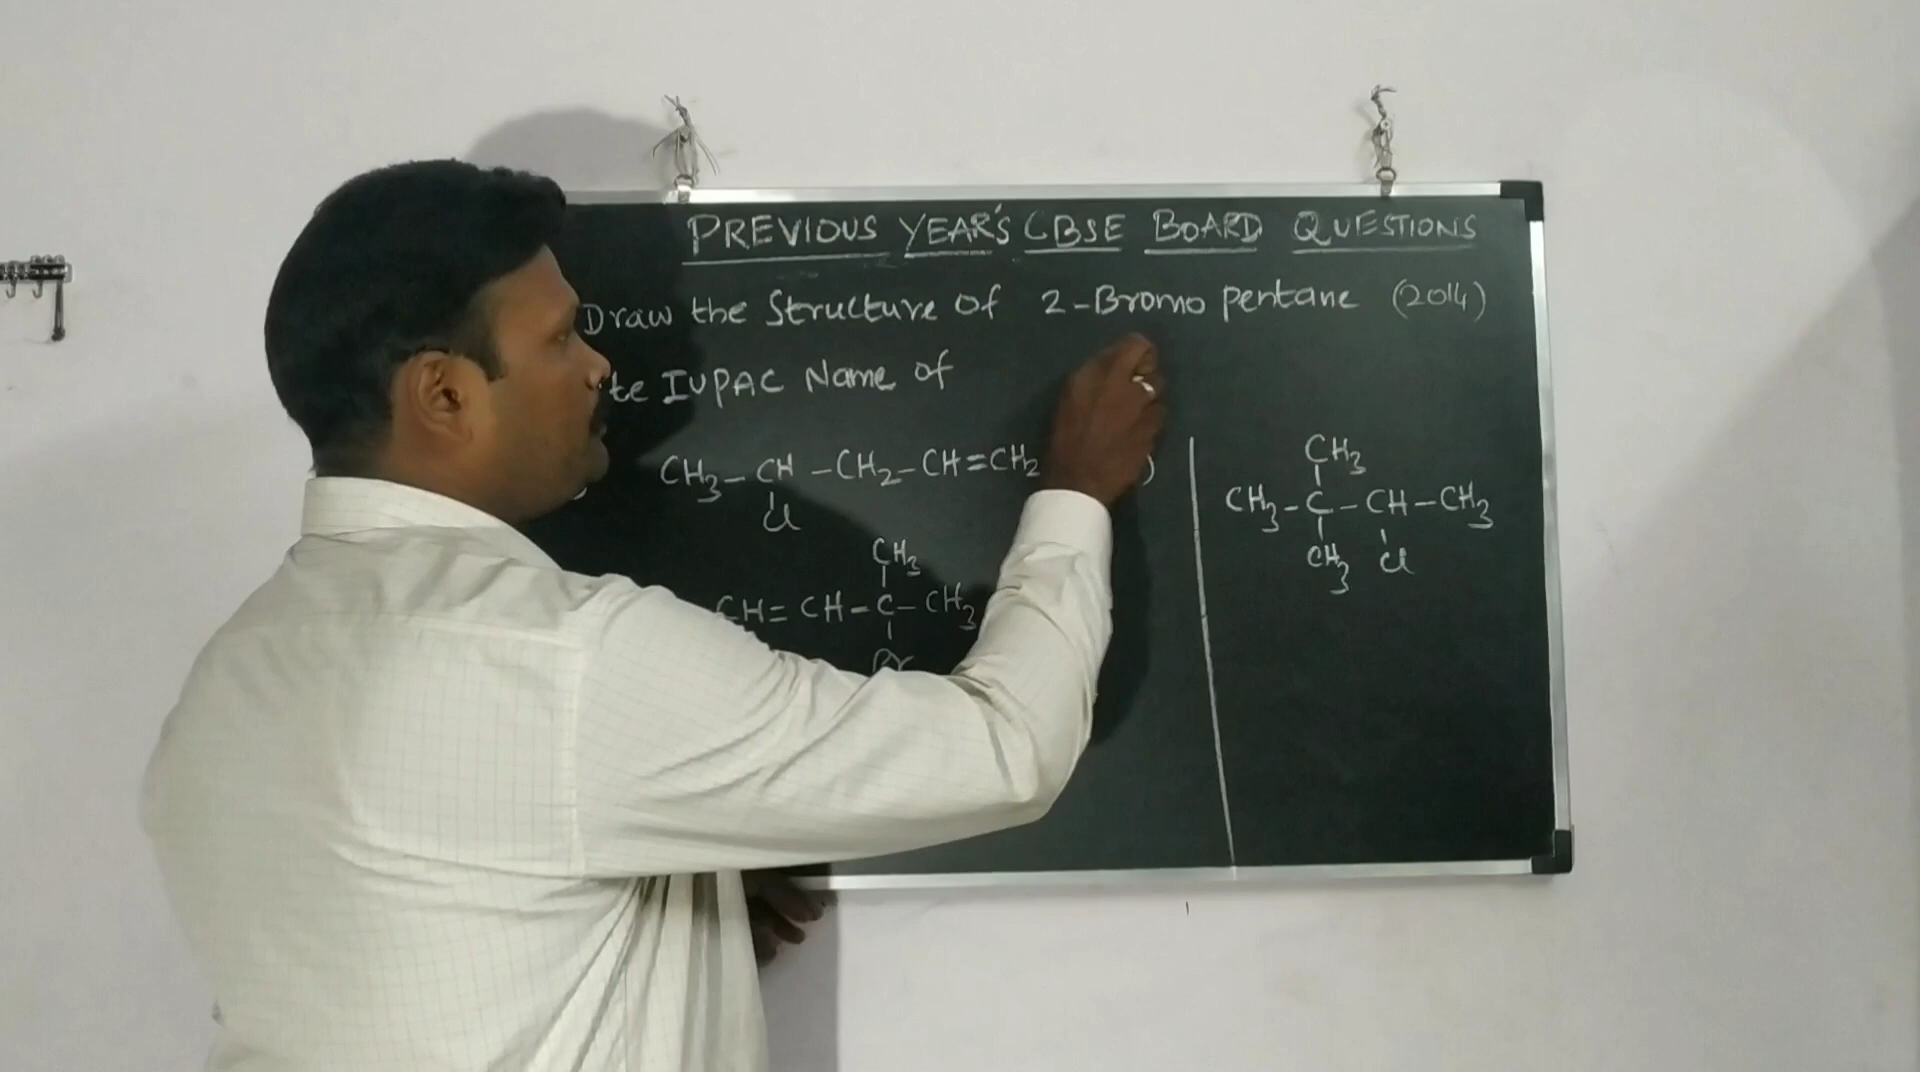 PREVIOUS YEAR'S CBSE BOARD QUESTIONS
Draw the Structure of 2-Bromo pentane (2014)
te IUPAC Name of
CH3-CH-CH2-CH=CH2 )
Cl
CH3
CH=CH-C-CH3
Br
CH3
CH3-C-CH-CH3
CH3 Cl